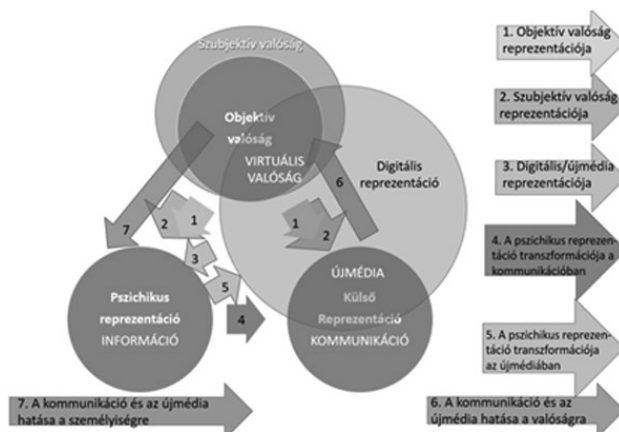 Szubjektív valóság
Objektív
valóság
VIRTUÁLIS
VALÓSÁG
Digitális
reprezentáció
6
7
2
1
1
2
3
5
4
Pszichikus
reprezentáció
INFORMÁCIÓ
ÚJMÉDIA
Külső
Reprezentáció
KOMMUNIKÁCIÓ
1. Objektív valóság
reprezentációja
2. Szubjektív valóság
reprezentációja
3. Digitális/újmédia
reprezentációja
4. A pszichikus reprezen-
táció transzformációja a
kommunikációban
5. A pszichikus reprezen-
táció transzformációja
az újmédiában
7. A kommunikáció és az újmédia
hatása a személyiségre
6. A kommunikáció és az
újmédia hatása a valóságra